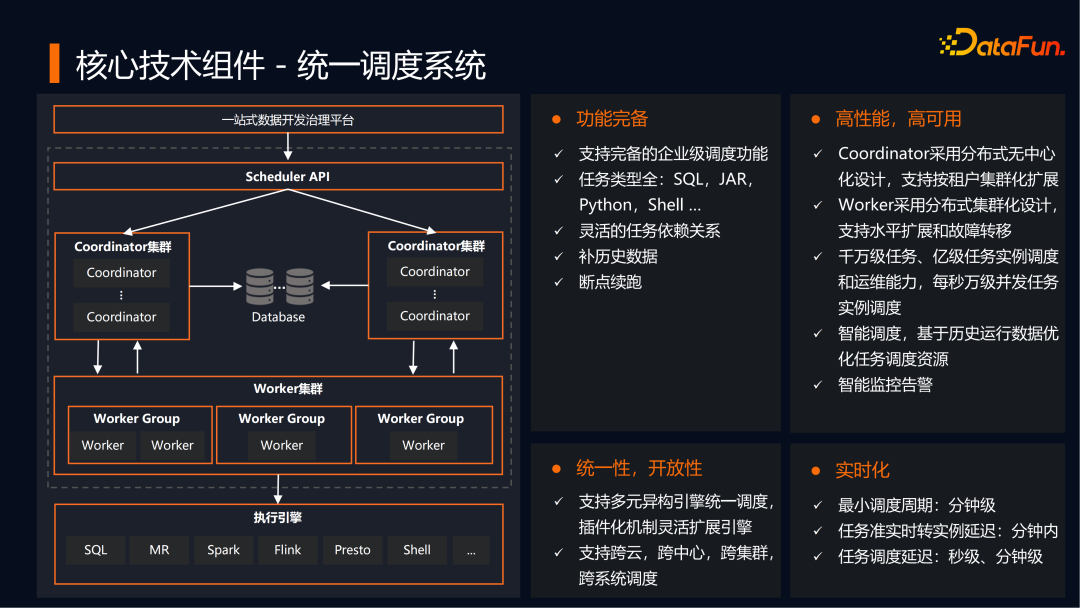 核心技术组件 - 统一调度系统
DataFun.
一站式数据开发治理平台
Scheduler API
Coordinator集群
Coordinator
⋮
Coordinator
Database
...
Coordinator集群
Coordinator
⋮
Coordinator
Worker集群
Worker Group
Worker Worker
Worker Group
Worker
Worker Group
Worker
执行引擎
SQL MR Spark Flink Presto Shell ...
功能完备
支持完备的企业级调度功能
任务类型全：SQL，JAR，
Python，Shell ...
灵活的任务依赖关系
补历史数据
断点续跑
高性能，高可用
Coordinator采用分布式无中心
化设计，支持按租户集群化扩展
Worker采用分布式集群化设计，
支持水平扩展和故障转移
千万级任务、亿级任务实例调度
和运维能力，每秒万级并发任务
实例调度
智能调度，基于历史运行数据优
化任务调度资源
智能监控告警
统一性，开放性
支持多元异构引擎统一调度，
插件化机制灵活扩展引擎
支持跨云，跨中心，跨集群，
跨系统调度
实时化
最小调度周期：分钟级
任务准实时转实例延迟：分钟内
任务调度延迟：秒级、分钟级